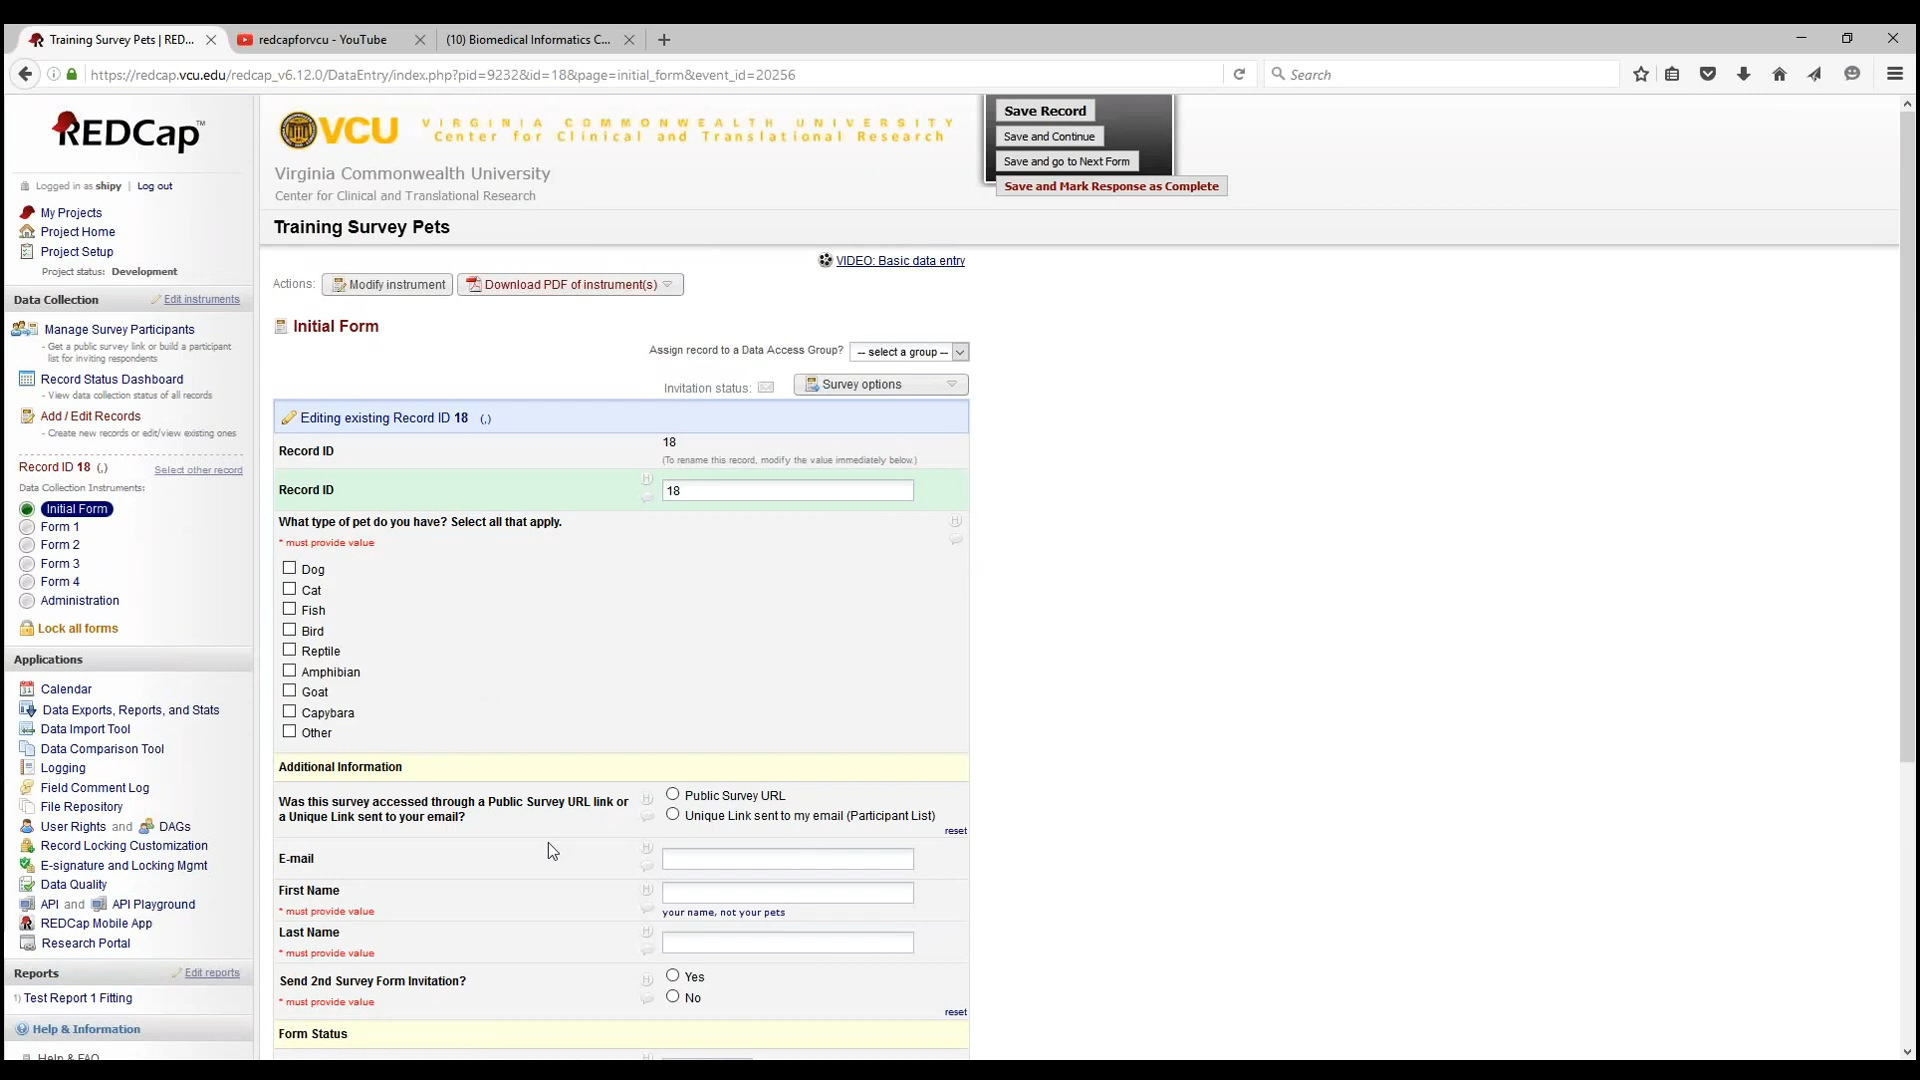 Training Survey Pets | RED...
redcapforvcu - YouTube
(10) Biomedical Informatics C...
https://redcap.vcu.edu/redcap_v6.12.0/DataEntry/index.php?pid=9232&id=18&page=initial_form&event_id=20256
Search
REDCap™
Logged in as shipy | Log out
My Projects
Project Home
Project Setup
Project status: Development
Data Collection
Edit instruments
Manage Survey Participants
- Get a public survey link or build a participant
list for inviting respondents
Record Status Dashboard
- View data collection status of all records
Add / Edit Records
- Create new records or edit/view existing ones
Record ID 18 (,)
Select other record
Data Collection Instruments:
Initial Form
Form 1
Form 2
Form 3
Form 4
Administration
Lock all forms
Applications
Calendar
Data Exports, Reports, and Stats
Data Import Tool
Data Comparison Tool
Logging
Field Comment Log
File Repository
User Rights and DAGs
Record Locking Customization
E-signature and Locking Mgmt
Data Quality
API and API Playground
REDCap Mobile App
Research Portal
Reports
Edit reports
1) Test Report 1 Fitting
Help & Information
Help & FAQ
VCU
VIRGINIA COMMONWEALTH UNIVERSITY
Center for Clinical and Translational Research
Virginia Commonwealth University
Center for Clinical and Translational Research
Save Record
Save and Continue
Save and go to Next Form
Save and Mark Response as Complete
Training Survey Pets
VIDEO: Basic data entry
Actions:
Modify instrument
Download PDF of instrument(s)
Initial Form
Assign record to a Data Access Group?
-- select a group --
Invitation status:
Survey options
Editing existing Record ID 18 (,)
Record ID
18
(To rename this record, modify the value immediately below.)
Record ID
H
18
What type of pet do you have? Select all that apply.
H
* must provide value
Dog
Cat
Fish
Bird
Reptile
Amphibian
Goat
Capybara
Other
Additional Information
Was this survey accessed through a Public Survey URL link or
a Unique Link sent to your email?
H
Public Survey URL
Unique Link sent to my email (Participant List)
reset
E-mail
H
First Name
H
* must provide value
your name, not your pets
Last Name
H
* must provide value
Send 2nd Survey Form Invitation?
H
* must provide value
Yes
No
reset
Form Status
H